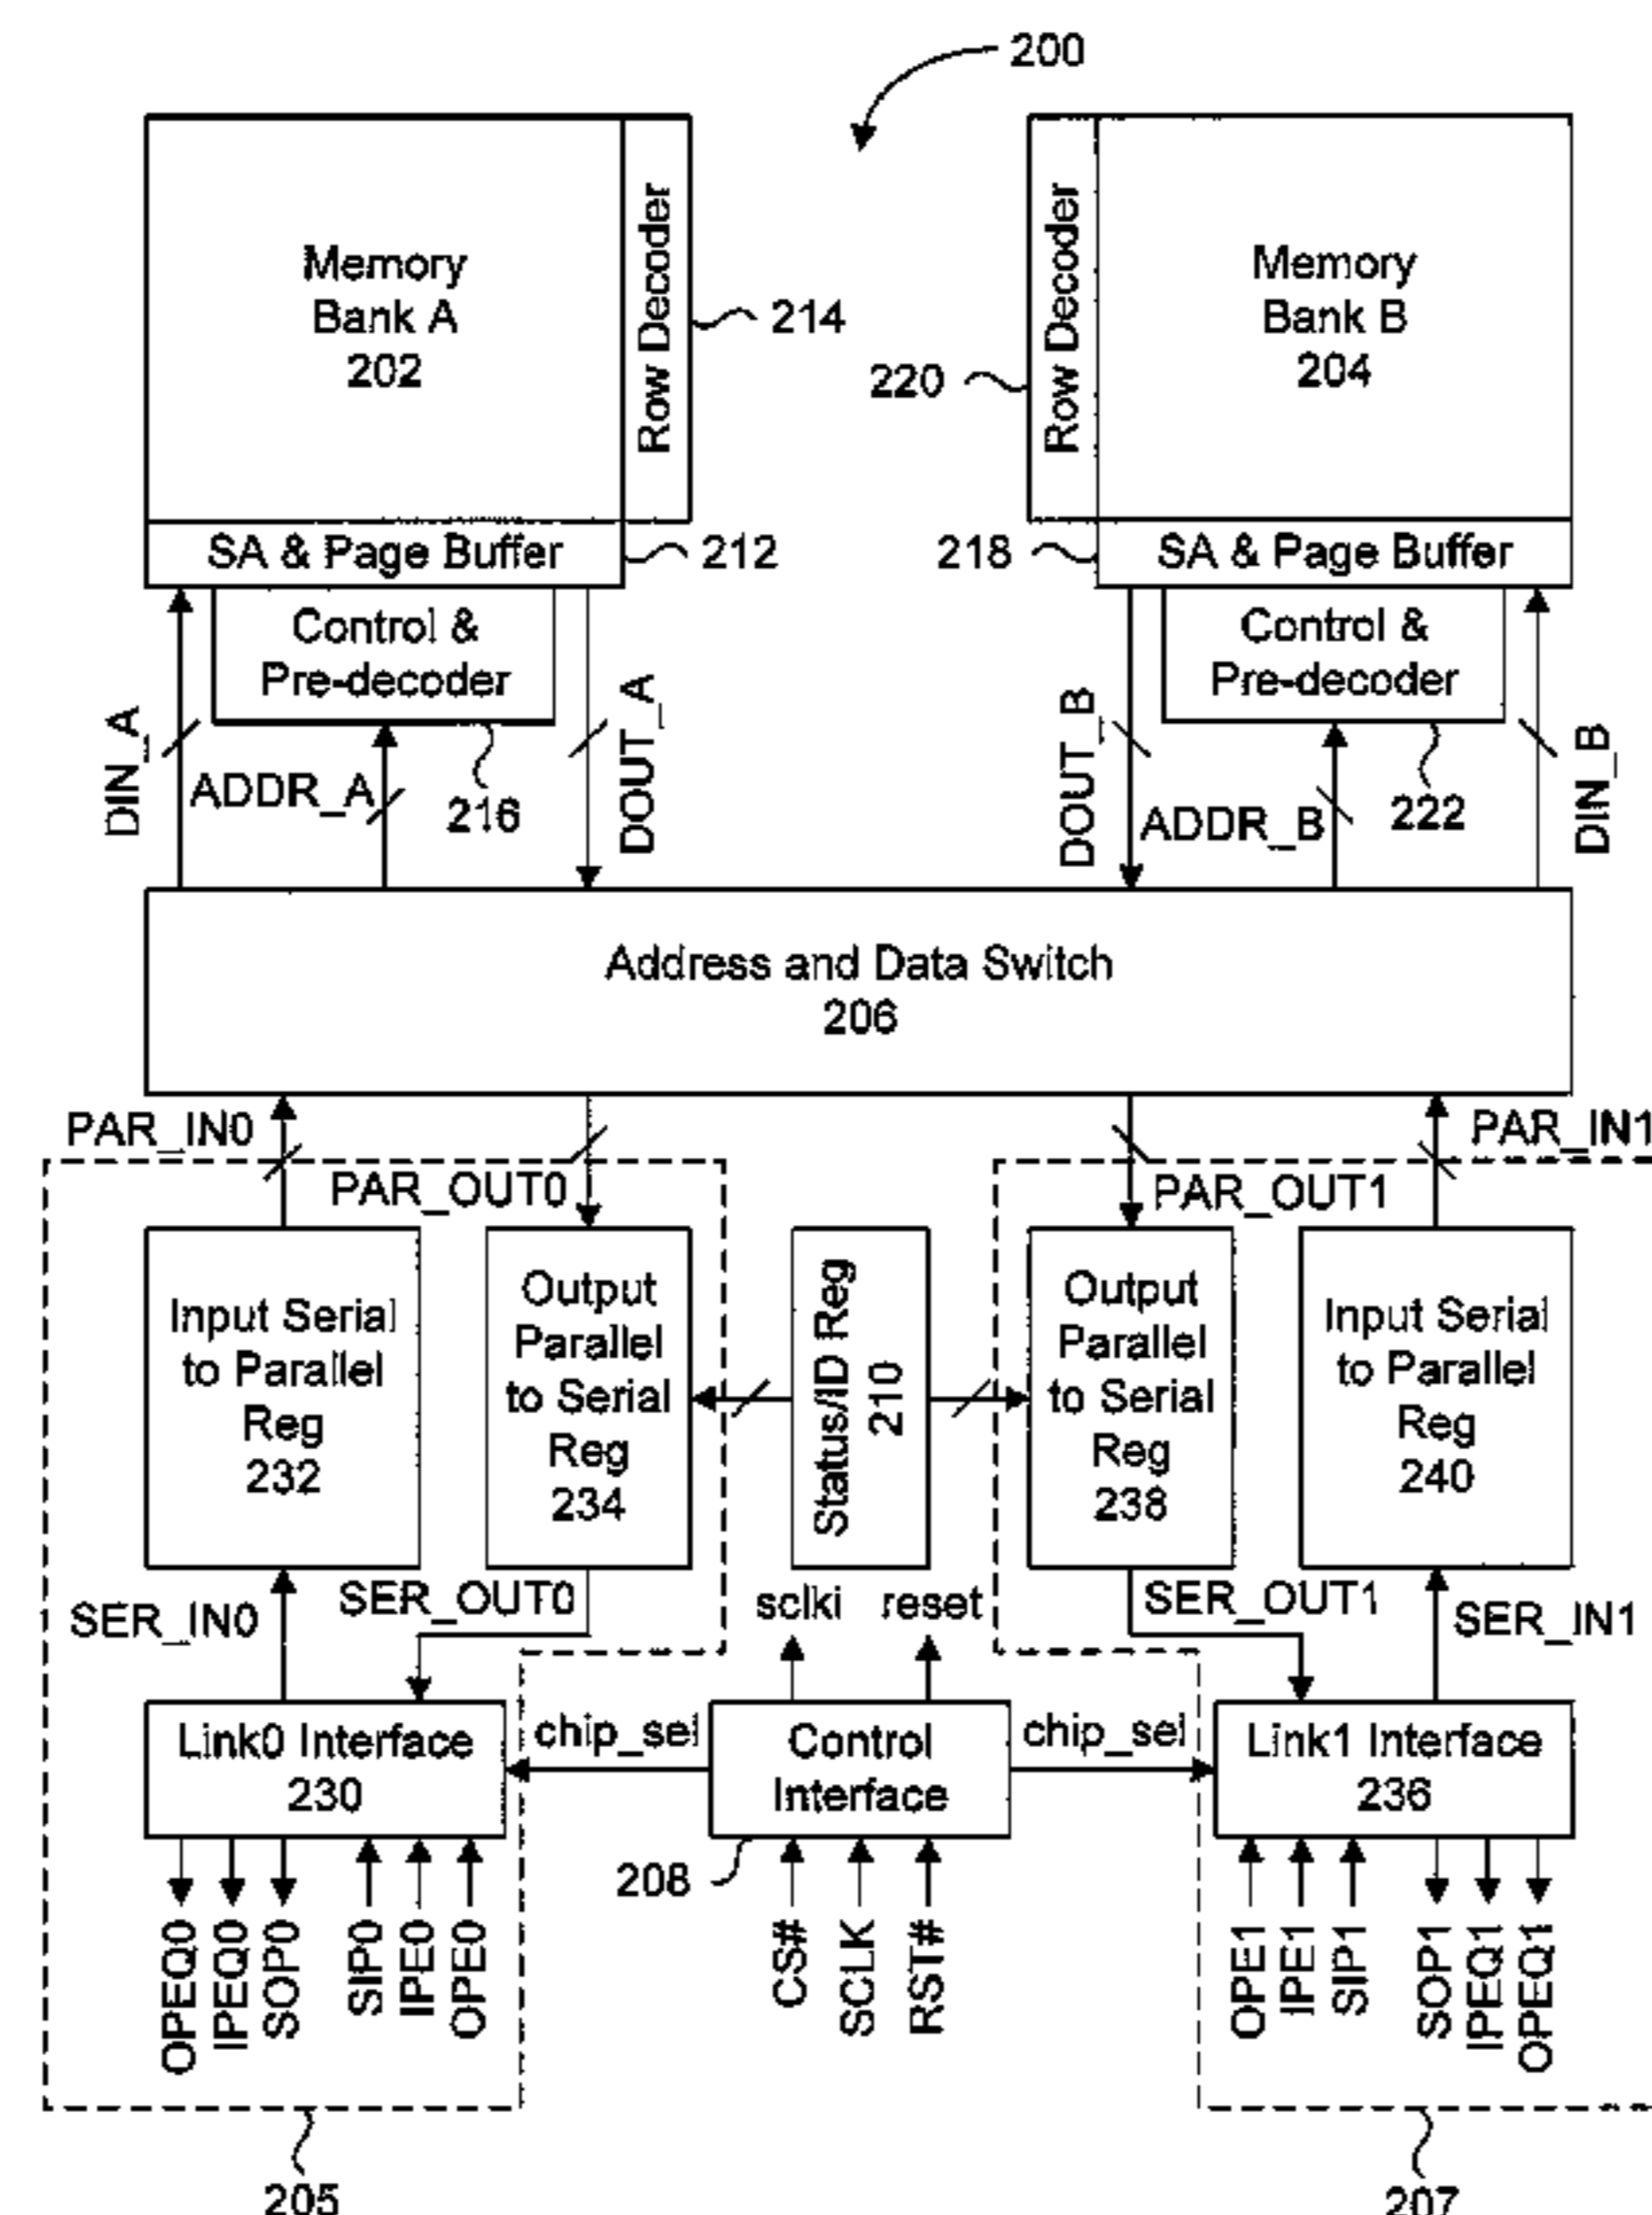 200
Memory
Bank A
202
Row Decoder
214
220
Row Decoder
Memory
Bank B
204
SA & Page Buffer
212
218
SA & Page Buffer
Control &
Pre-decoder
Control &
Pre-decoder
DIN_A
ADDR_A
216
DOUT_A
DOUT_B
ADDR_B
222
DIN_B
Address and Data Switch
206
PAR_IN0
PAR_OUT0
PAR_OUT1
PAR_IN1
Input Serial
to Parallel
Reg
232
Output
Parallel
to Serial
Reg
234
Status/ID Reg
210
Output
Parallel
to Serial
Reg
238
Input Serial
to Parallel
Reg
240
SER_IN0
SER_OUT0
sclki
reset
SER_OUT1
SER_IN1
Link0 Interface
230
chip_sel
Control
Interface
chip_sel
Link1 Interface
236
208
OPEQ0
IPEQ0
SOP0
SIP0
IPE0
OPE0
CS#
SCLK
RST#
OPE1
IPE1
SIP1
SOP1
IPEQ1
OPEQ1
205
207